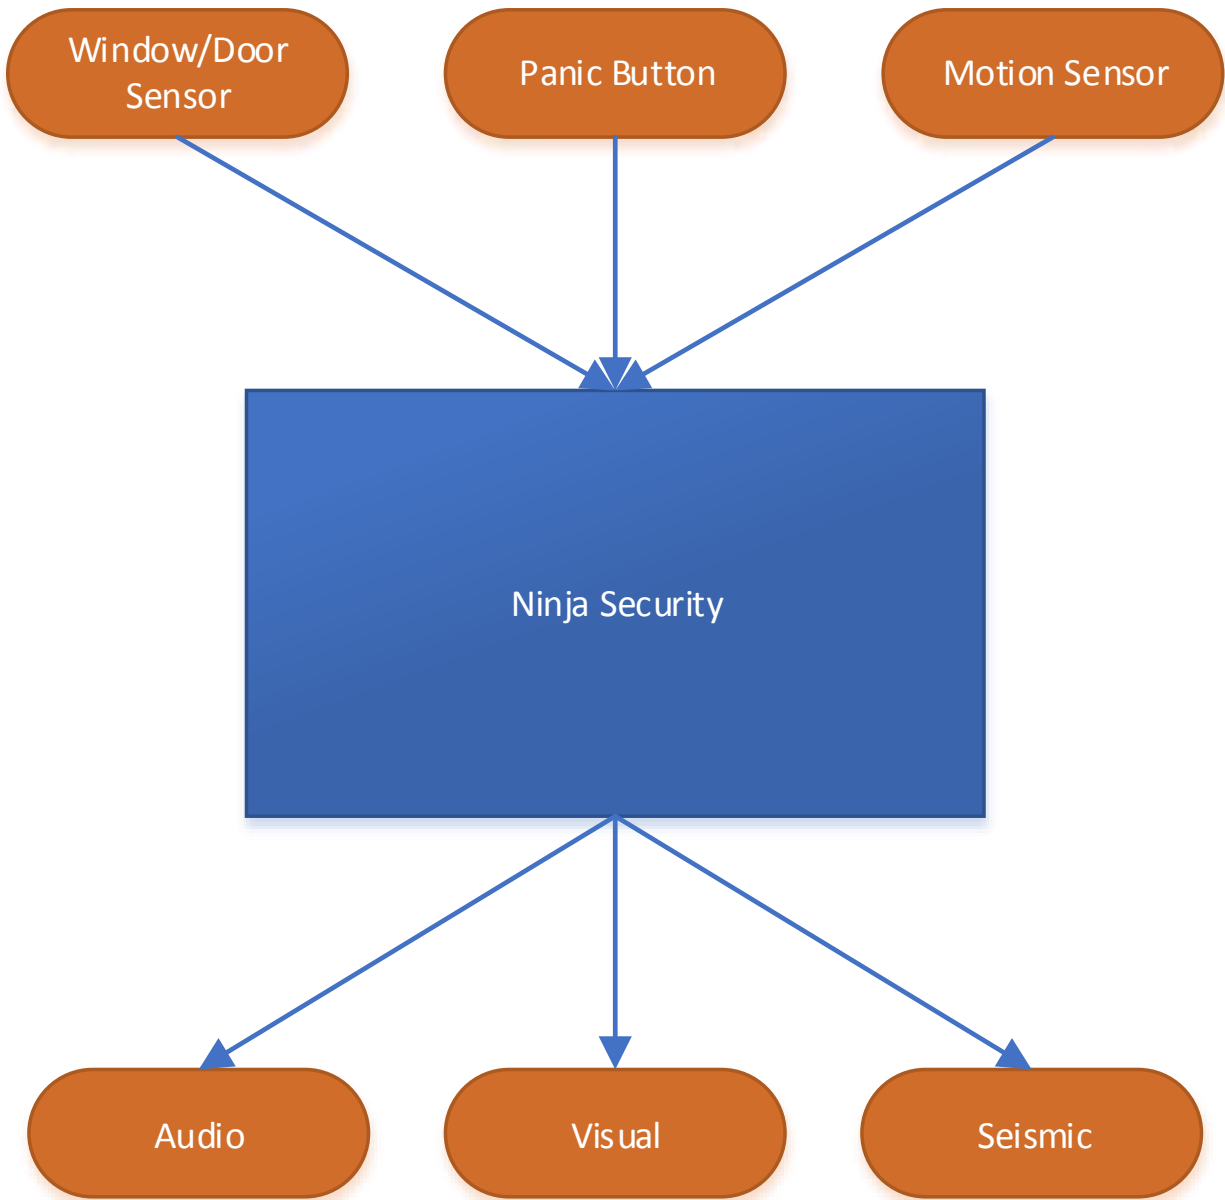 Window/Door
Sensor
Panic Button
Motion Sensor
Ninja Security
Audio
Visual
Seismic